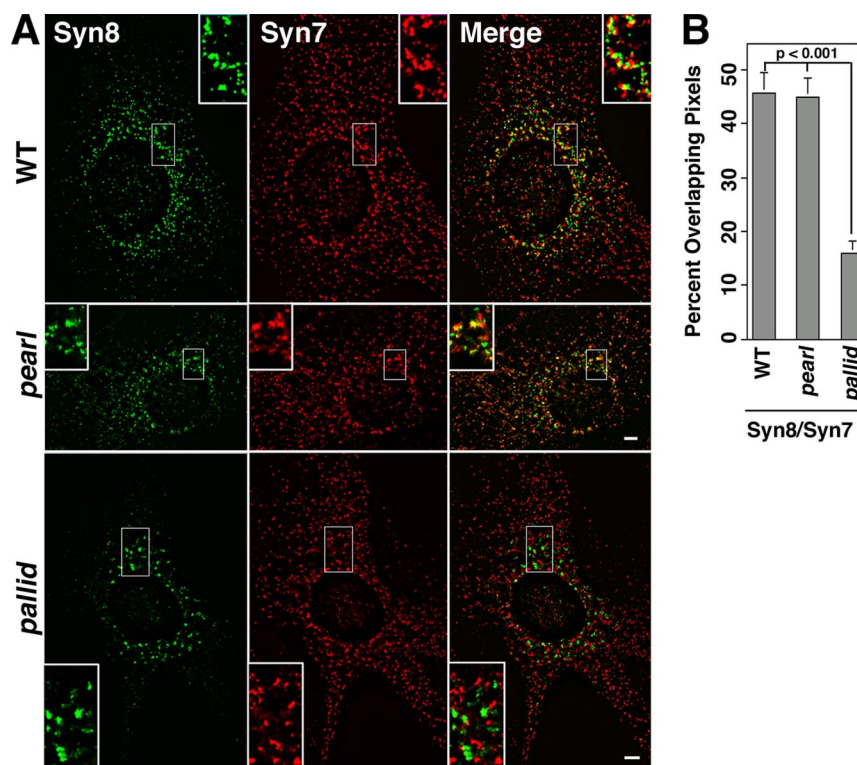 A
Syn8
Syn7
Merge
WT
pearl
pallid
B
p < 0.001
Percent Overlapping Pixels
50
40
30
20
10
0
WT
pearl
pallid
Syn8/Syn7